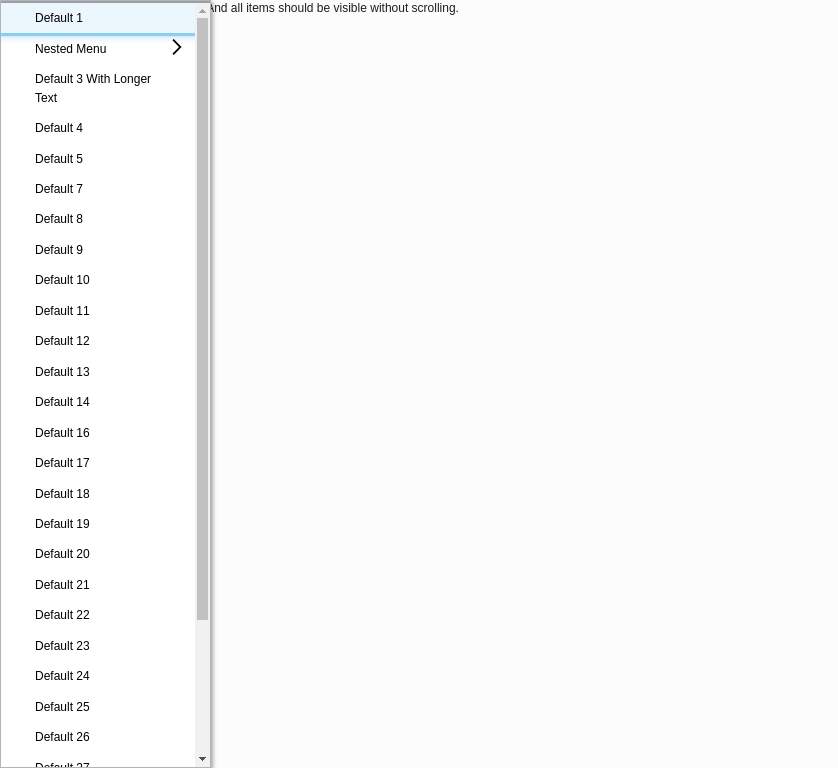 Default 1
And all items should be visible without scrolling.
Nested Menu
Default 3 With Longer
Text
Default 4
Default 5
Default 7
Default 8
Default 9
Default 10
Default 11
Default 12
Default 13
Default 14
Default 16
Default 17
Default 18
Default 19
Default 20
Default 21
Default 22
Default 23
Default 24
Default 25
Default 26
Default 27